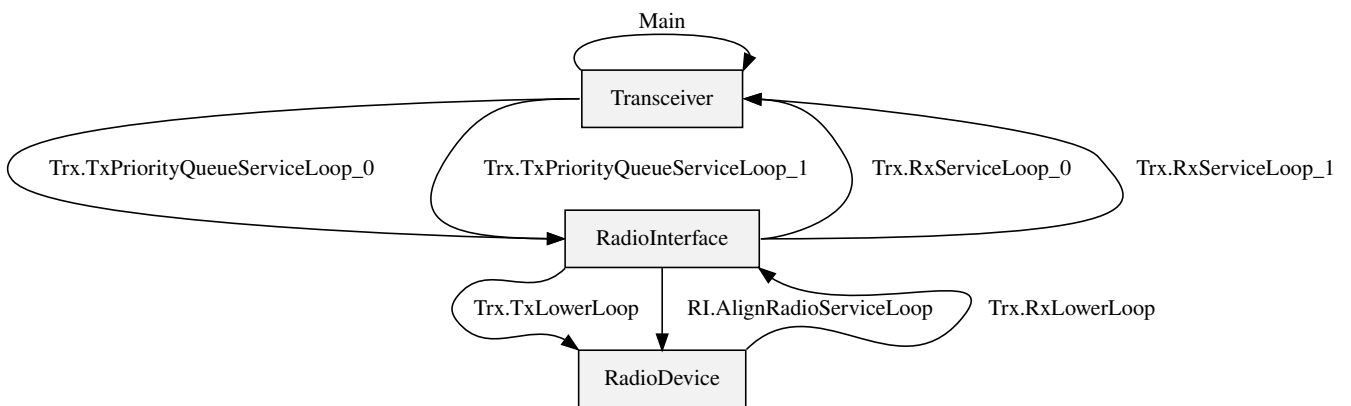 Main
Transceiver
Trx.TxPriorityQueueServiceLoop_0
Trx.TxPriorityQueueServiceLoop_1
Trx.RxServiceLoop_0
Trx.RxServiceLoop_1
RadioInterface
Trx.TxLowerLoop
RI.AlignRadioServiceLoop
Trx.RxLowerLoop
RadioDevice